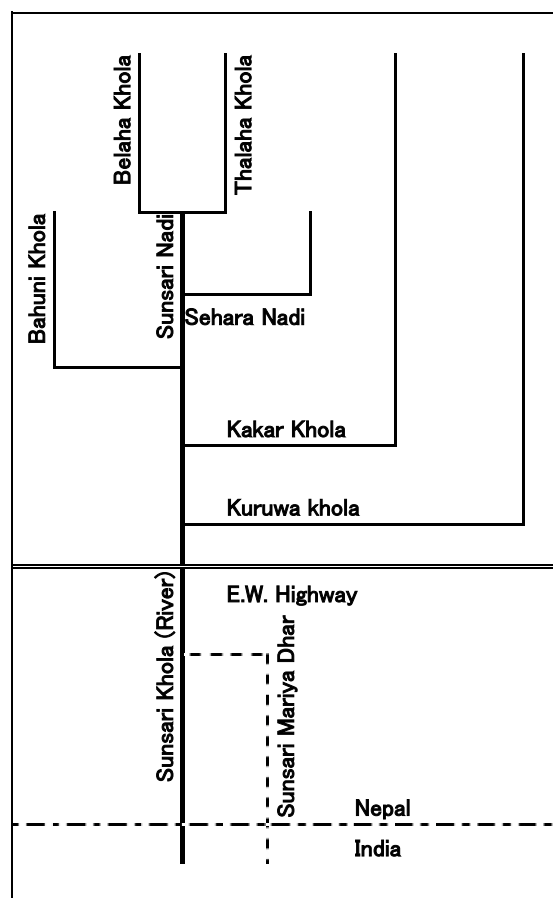 Belaha Khola
Thalaha Khola
Bahuni Khola
Sunsari Nadi
Sehara Nadi
Kakar Khola
Kuruwa khola
E.W. Highway
Sunsari Khola (River)
Sunsari Mariya Dhar
Nepal
India